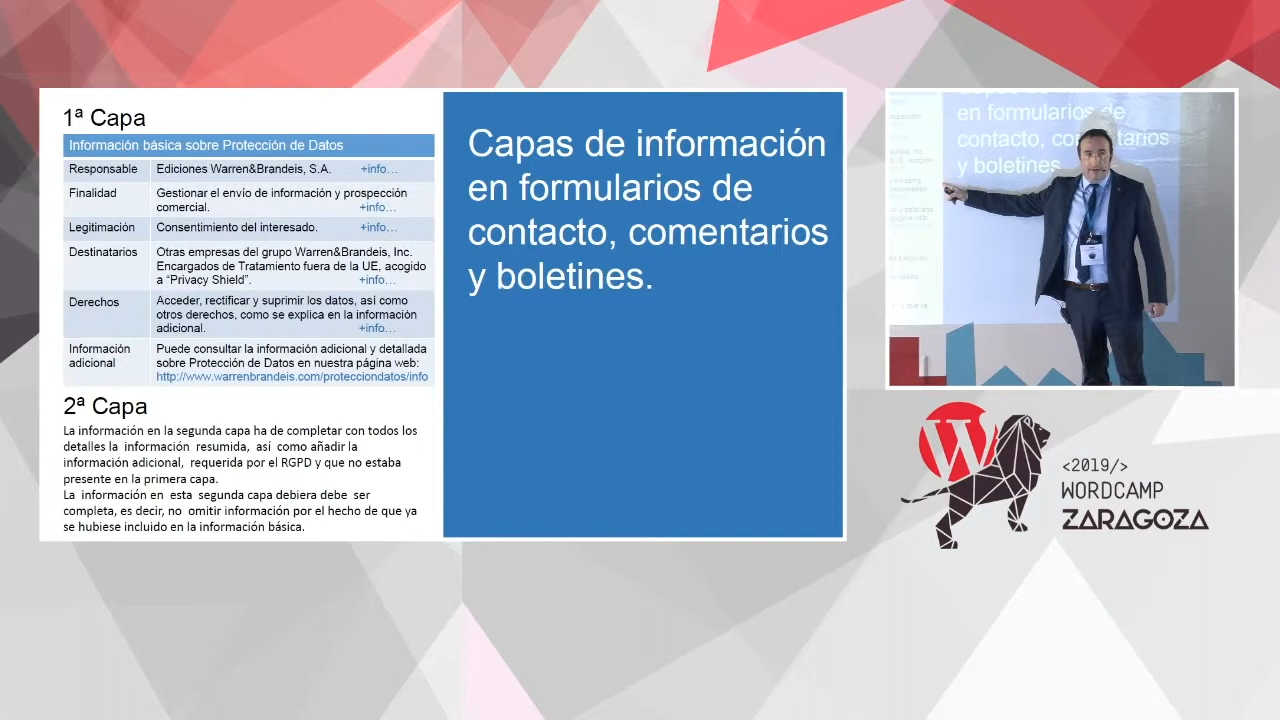 1ª Capa
Información básica sobre Protección de Datos
Responsable Ediciones Warren&Brandeis, S.A. +info...
Finalidad Gestionar el envío de información y prospección
comercial. +info...
Legitimación Consentimiento del interesado. +info...
Destinatarios Otras empresas del grupo Warren&Brandeis, Inc.
Encargados de Tratamiento fuera de la UE, acogido
a “Privacy Shield”. +info...
Derechos Acceder, rectificar y suprimir los datos, así como
otros derechos, como se explica en la información
adicional. +info...
Información Puede consultar la información adicional y detallada
adicional sobre Protección de Datos en nuestra página web:
http://www.warrenbrandeis.com/protecciondatos/info
2ª Capa
La información en la segunda capa ha de completar con todos los
detalles la información resumida, así como añadir la
información adicional, requerida por el RGPD y que no estaba
presente en la primera capa.
La información en esta segunda capa debiera debe ser
completa, es decir, no omitir información por el hecho de que ya
se hubiese incluido en la información básica.
Capas de información
en formularios de
contacto, comentarios
y boletines.
en formularios de
contacto, comentarios
y boletines
W
<2019/>
WORDCAMP
ZARAGOZA